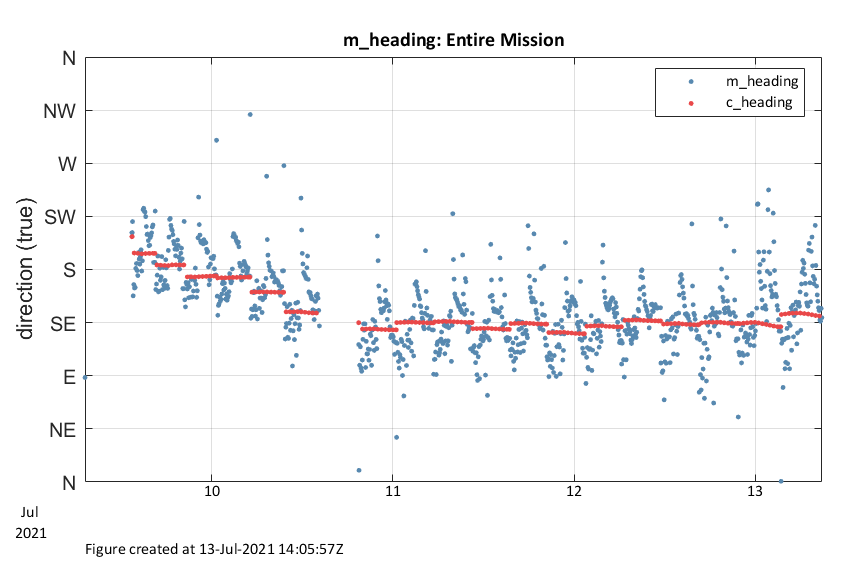 m_heading: Entire Mission
m_heading
c_heading
direction (true)
N
NW
W
SW
S
SE
E
NE
N
10
11
12
13
Jul
2021
Figure created at 13-Jul-2021 14:05:57Z